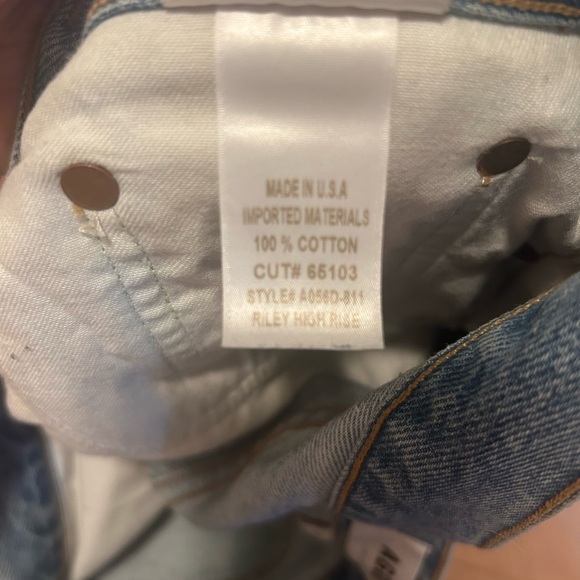 MADE IN U.S.A
IMPORTED MATERIALS
100 % COTTON
CUT# 65103
STYLE# A056D-811
RILEY HIGH RISE